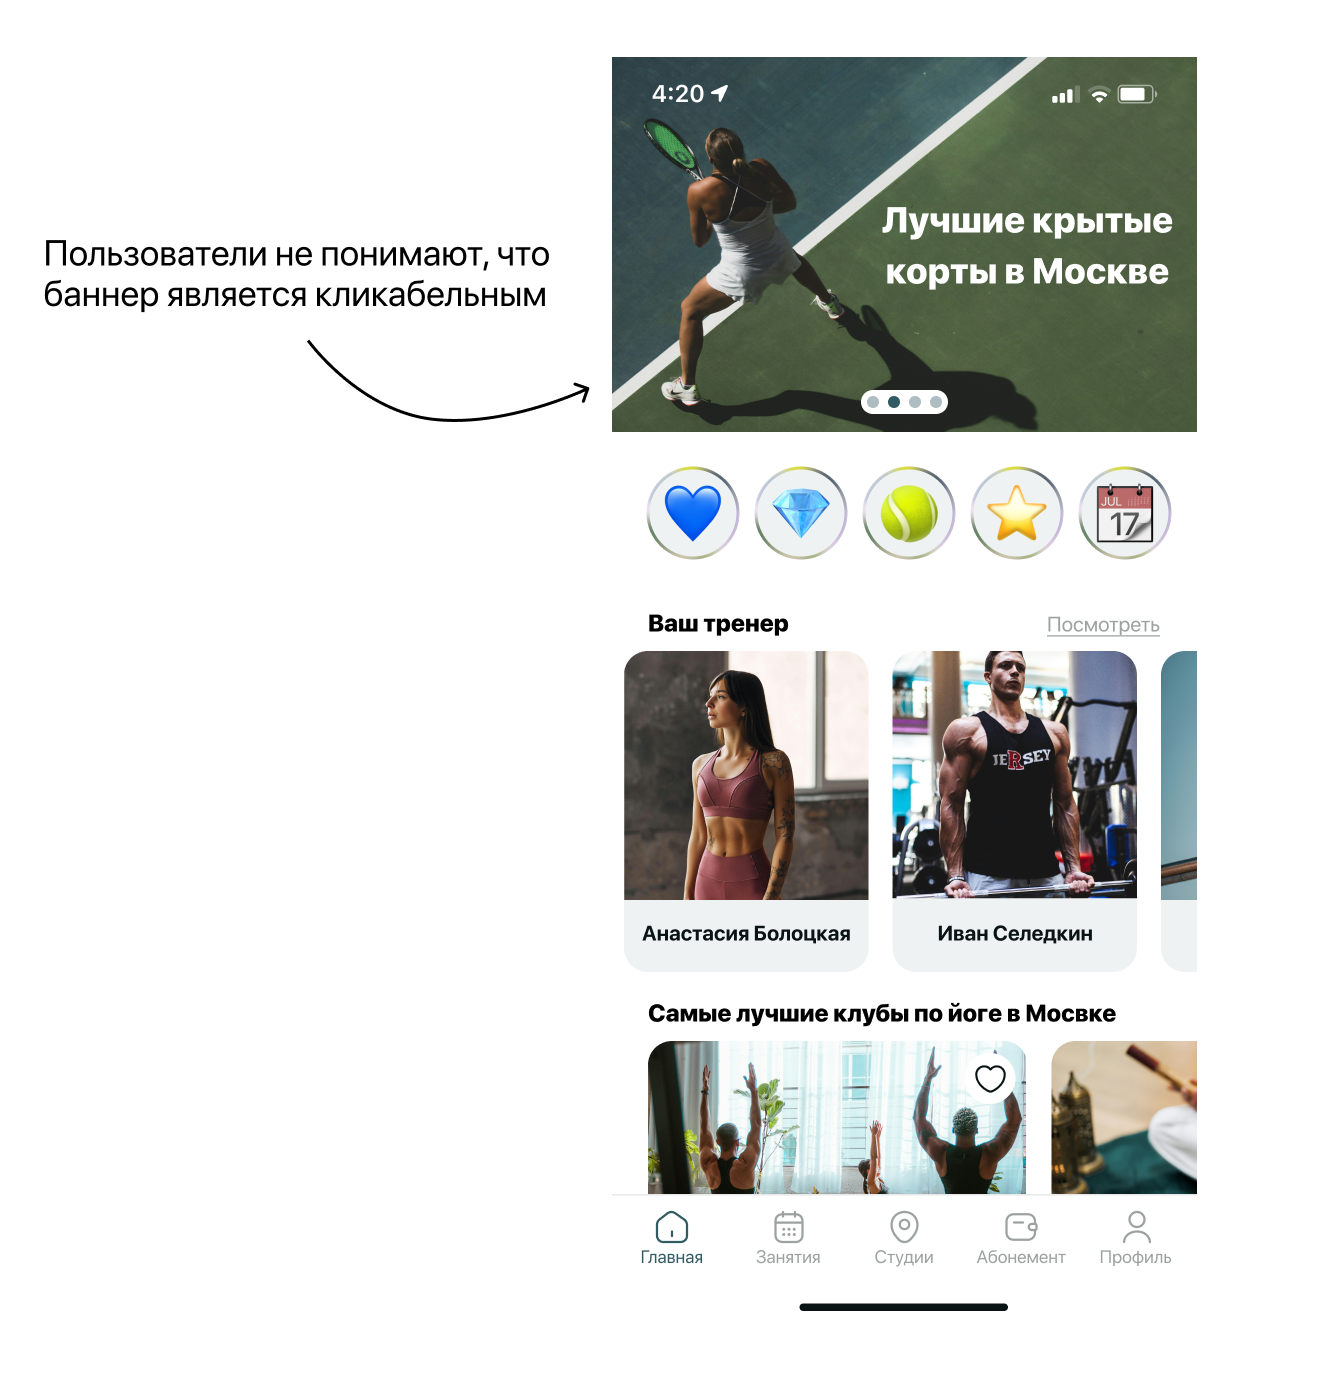 4:20
Лучшие крытые
корты в Москве
Пользователи не понимают, что
баннер является кликабельным
JUL
17
Ваш тренер
Посмотреть
JERSEY
Анастасия Болоцкая
Иван Селедкин
Самые лучшие клубы по йоге в Мосвке
Главная
Занятия
Студии
Абонемент
Профиль